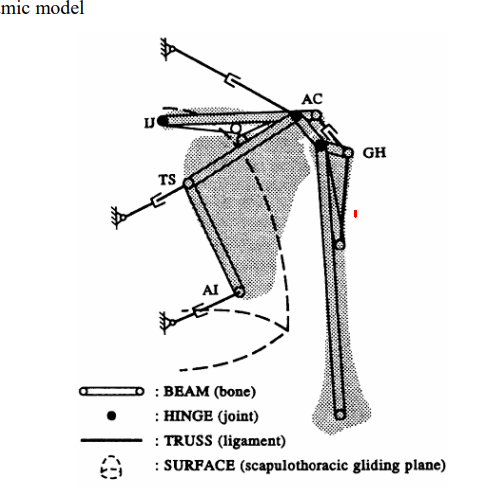 mic model
AC
IJ
GH
TS
AI
: BEAM (bone)
: HINGE (joint)
: TRUSS (ligament)
: SURFACE (scapulothoracic gliding plane)